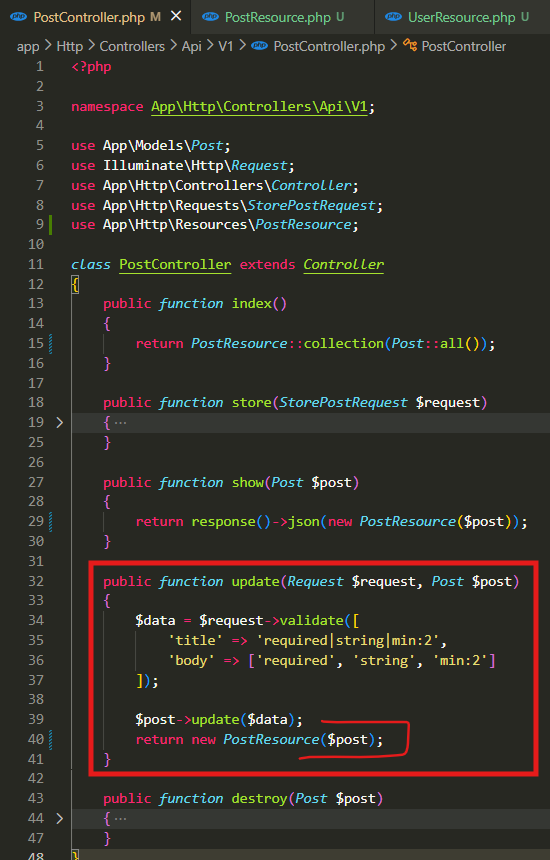 PostController.php M ✕ PostResource.php U UserResource.php U
app > Http > Controllers > Api > V1 > PostController.php > PostController
1 <?php
2
3 namespace App\Http\Controllers\Api\V1;
4
5 use App\Models\Post;
6 use Illuminate\Http\Request;
7 use App\Http\Controllers\Controller;
8 use App\Http\Requests\StorePostRequest;
9 use App\Http\Resources\PostResource;
10
11 class PostController extends Controller
12 {
13     public function index()
14     {
15         return PostResource::collection(Post::all());
16     }
17
18     public function store(StorePostRequest $request)
19 >   { ···
25     }
26
27     public function show(Post $post)
28     {
29         return response()->json(new PostResource($post));
30     }
31
32     public function update(Request $request, Post $post)
33     {
34         $data = $request->validate([
35             'title' => 'required|string|min:2',
36             'body' => ['required', 'string', 'min:2']
37         ]);
38
39         $post->update($data);
40         return new PostResource($post);
41     }
42
43     public function destroy(Post $post)
44 >   { ···
47     }
48 }